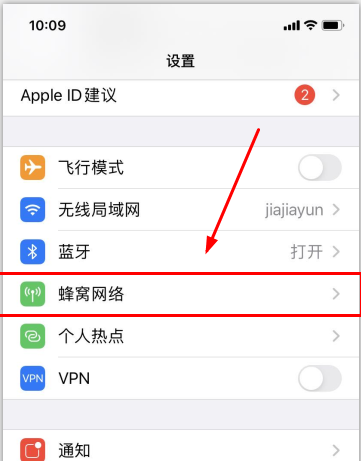 10:09
设置
Apple ID建议 2
飞行模式
无线局域网 jiajiayun
蓝牙 打开
蜂窝网络
个人热点
VPN VPN
通知